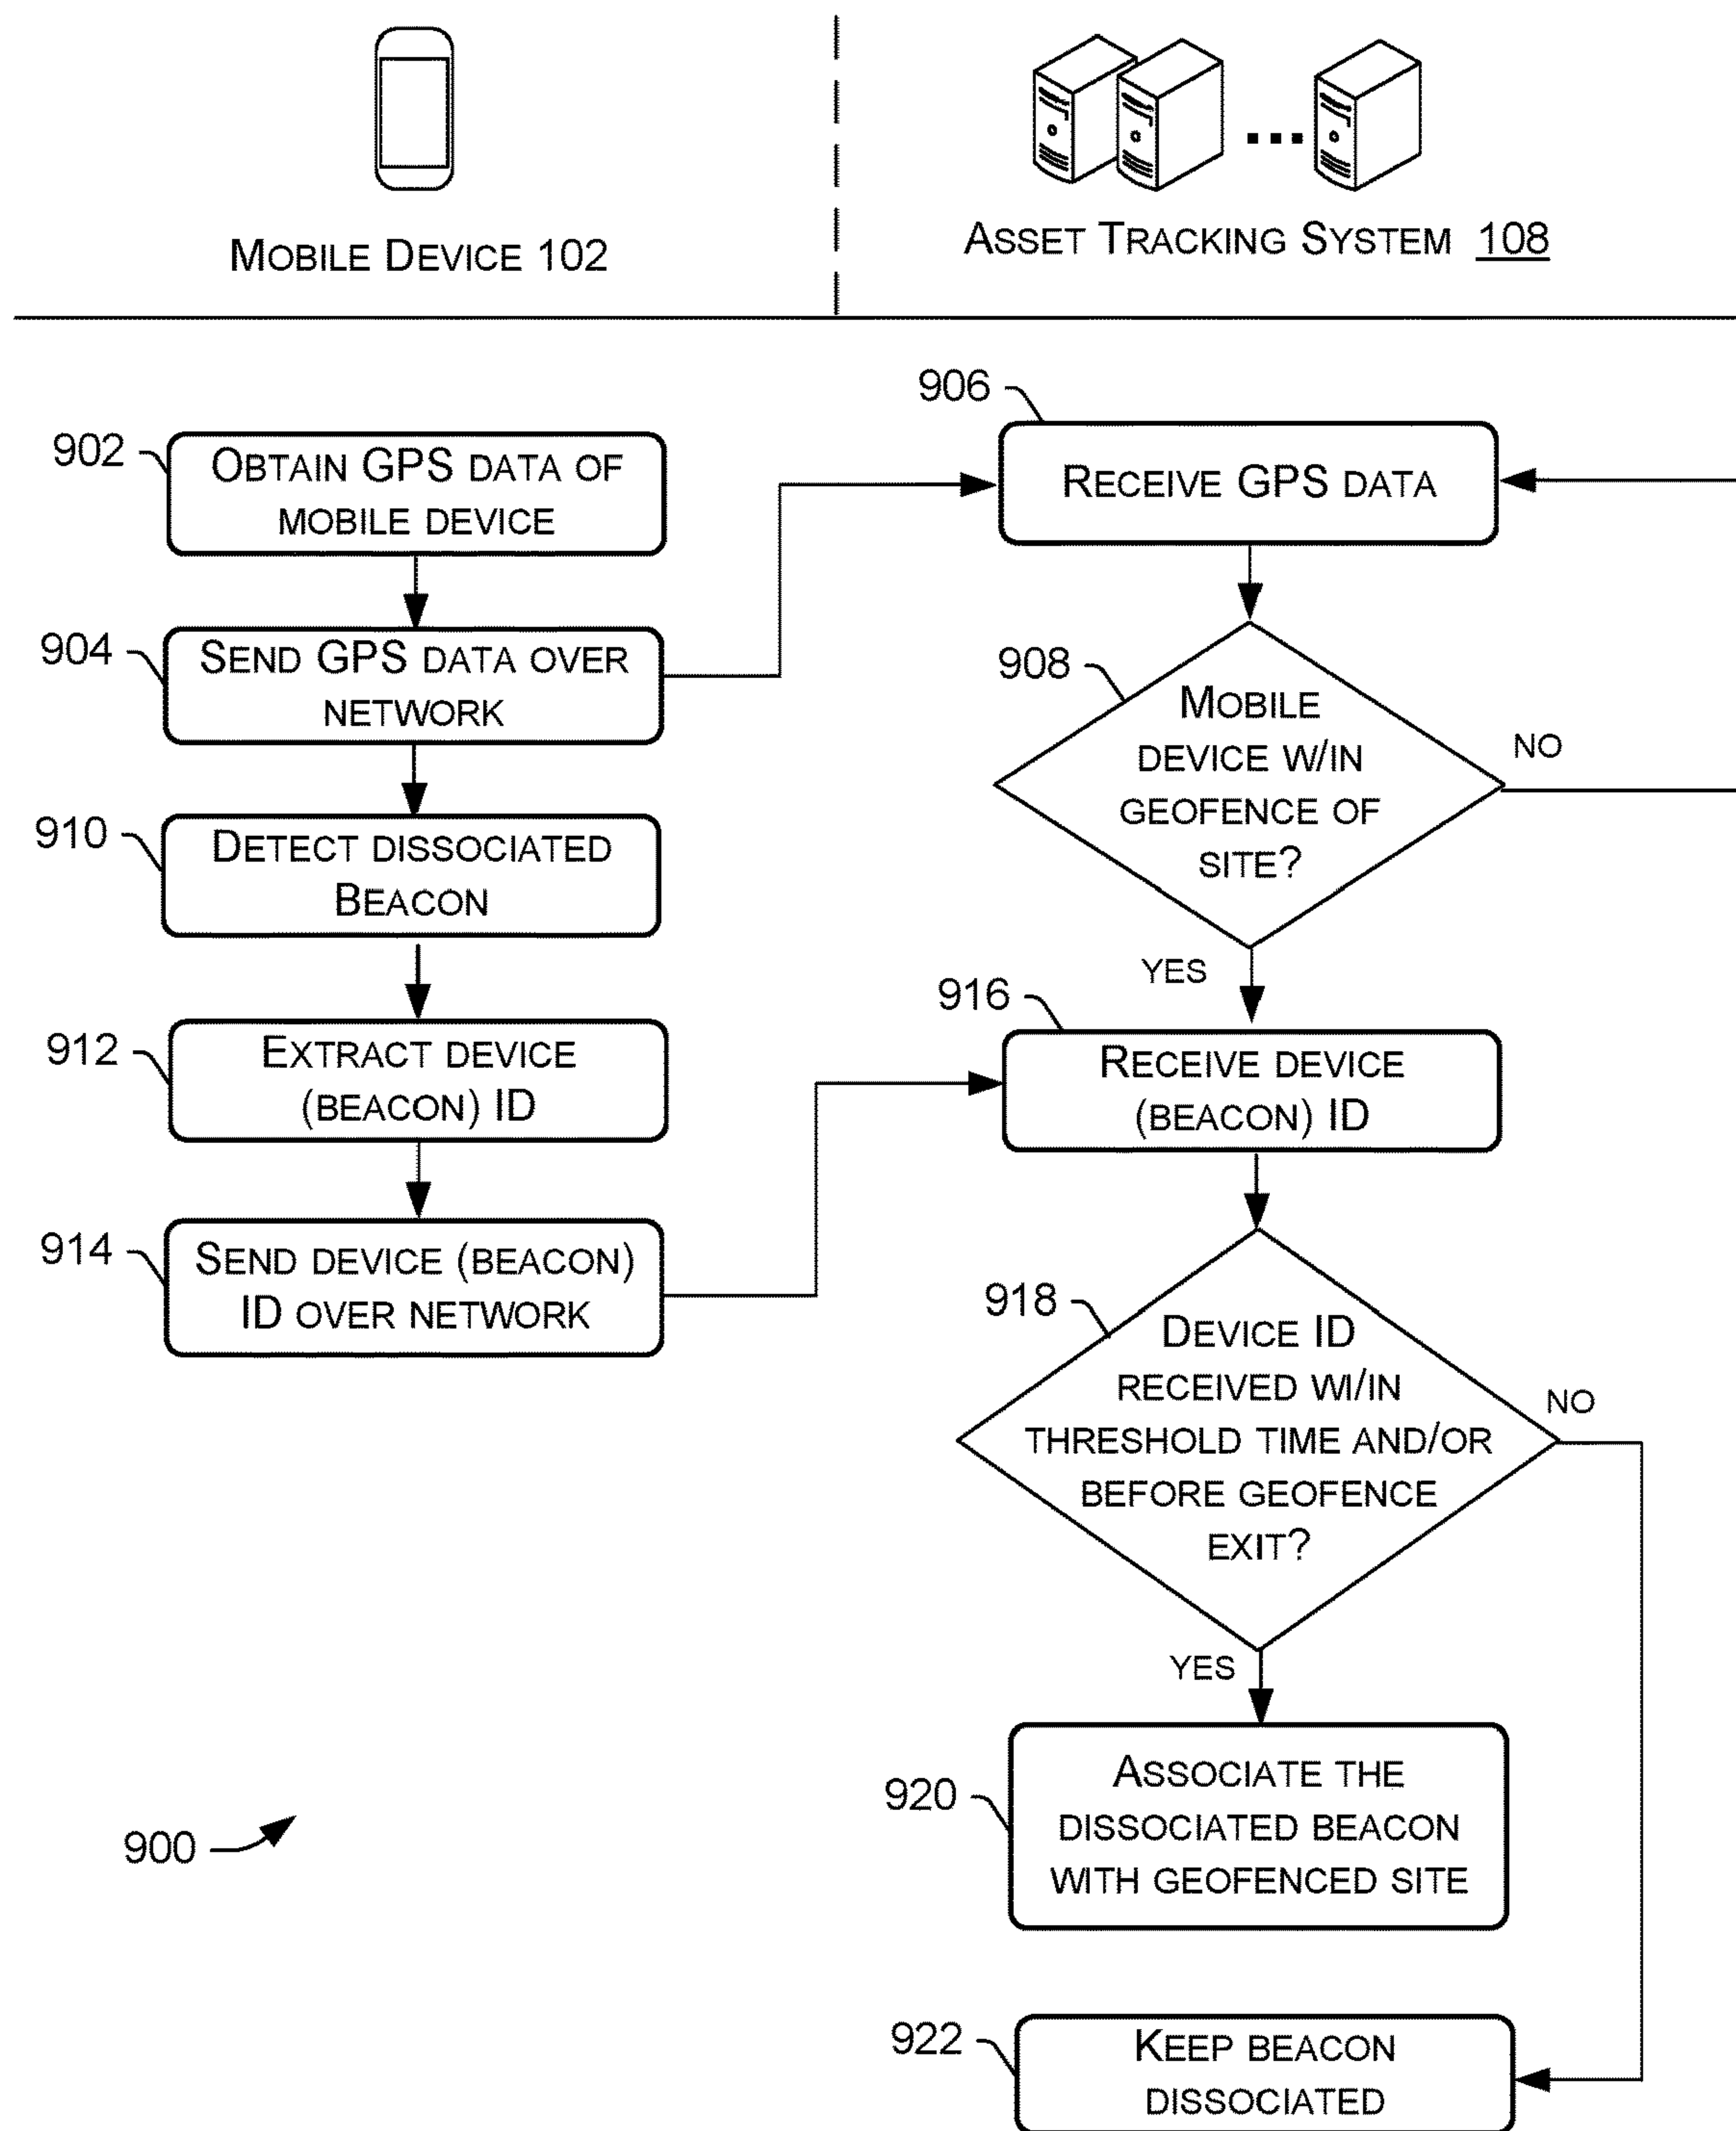 MOBILE DEVICE 102
ASSET TRACKING SYSTEM 108
902
OBTAIN GPS DATA OF
MOBILE DEVICE
904
SEND GPS DATA OVER
NETWORK
910
DETECT DISSOCIATED
BEACON
912
EXTRACT DEVICE
(BEACON) ID
914
SEND DEVICE (BEACON)
ID OVER NETWORK
900
906
RECEIVE GPS DATA
908
MOBILE
DEVICE W/IN
GEOFENCE OF
SITE?
NO
YES
916
RECEIVE DEVICE
(BEACON) ID
918
DEVICE ID
RECEIVED WI/IN
THRESHOLD TIME AND/OR
BEFORE GEOFENCE
EXIT?
NO
YES
920
ASSOCIATE THE
DISSOCIATED BEACON
WITH GEOFENCED SITE
922
KEEP BEACON
DISSOCIATED